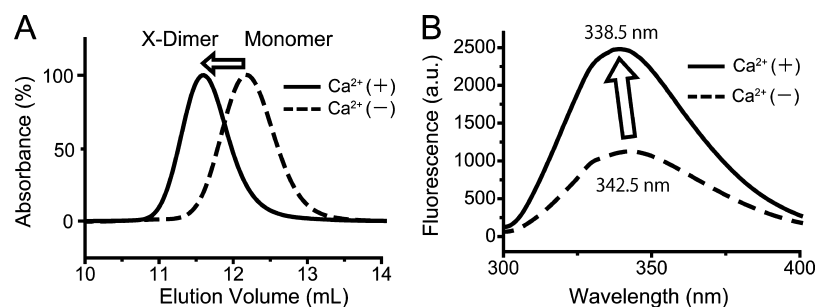 A
X-Dimer
Monomer
Ca²⁺ (+)
Ca²⁺ (−)
Absorbance (%)
100
50
0
10
11
12
13
14
Elution Volume (mL)
B
338.5 nm
Ca²⁺ (+)
Ca²⁺ (−)
342.5 nm
Fluorescence (a.u.)
2500
2000
1500
1000
500
0
300
350
400
Wavelength (nm)